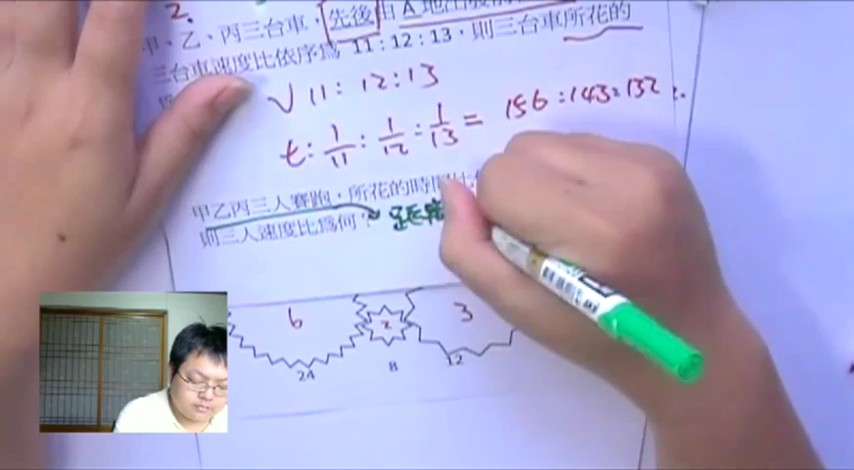 2.
甲、乙、丙三台車,先後由A地出發
三台車速度比依序為 11:12:13,則三台車所花的
V 11:12:13
t: 1/11 : 1/12 : 1/13 = 156:143:132
甲乙丙三人賽跑,所花的時間比
則三人速度比為何? 距離
6 2 3
24 8 12